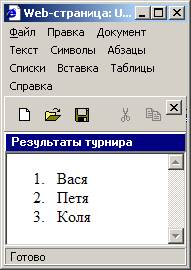 Web-страница: U...
Файл Правка Документ
Текст Символы Абзацы
Списки Вставка Таблицы
Справка
Результаты турнира
1. Вася
2. Петя
3. Коля
Готово